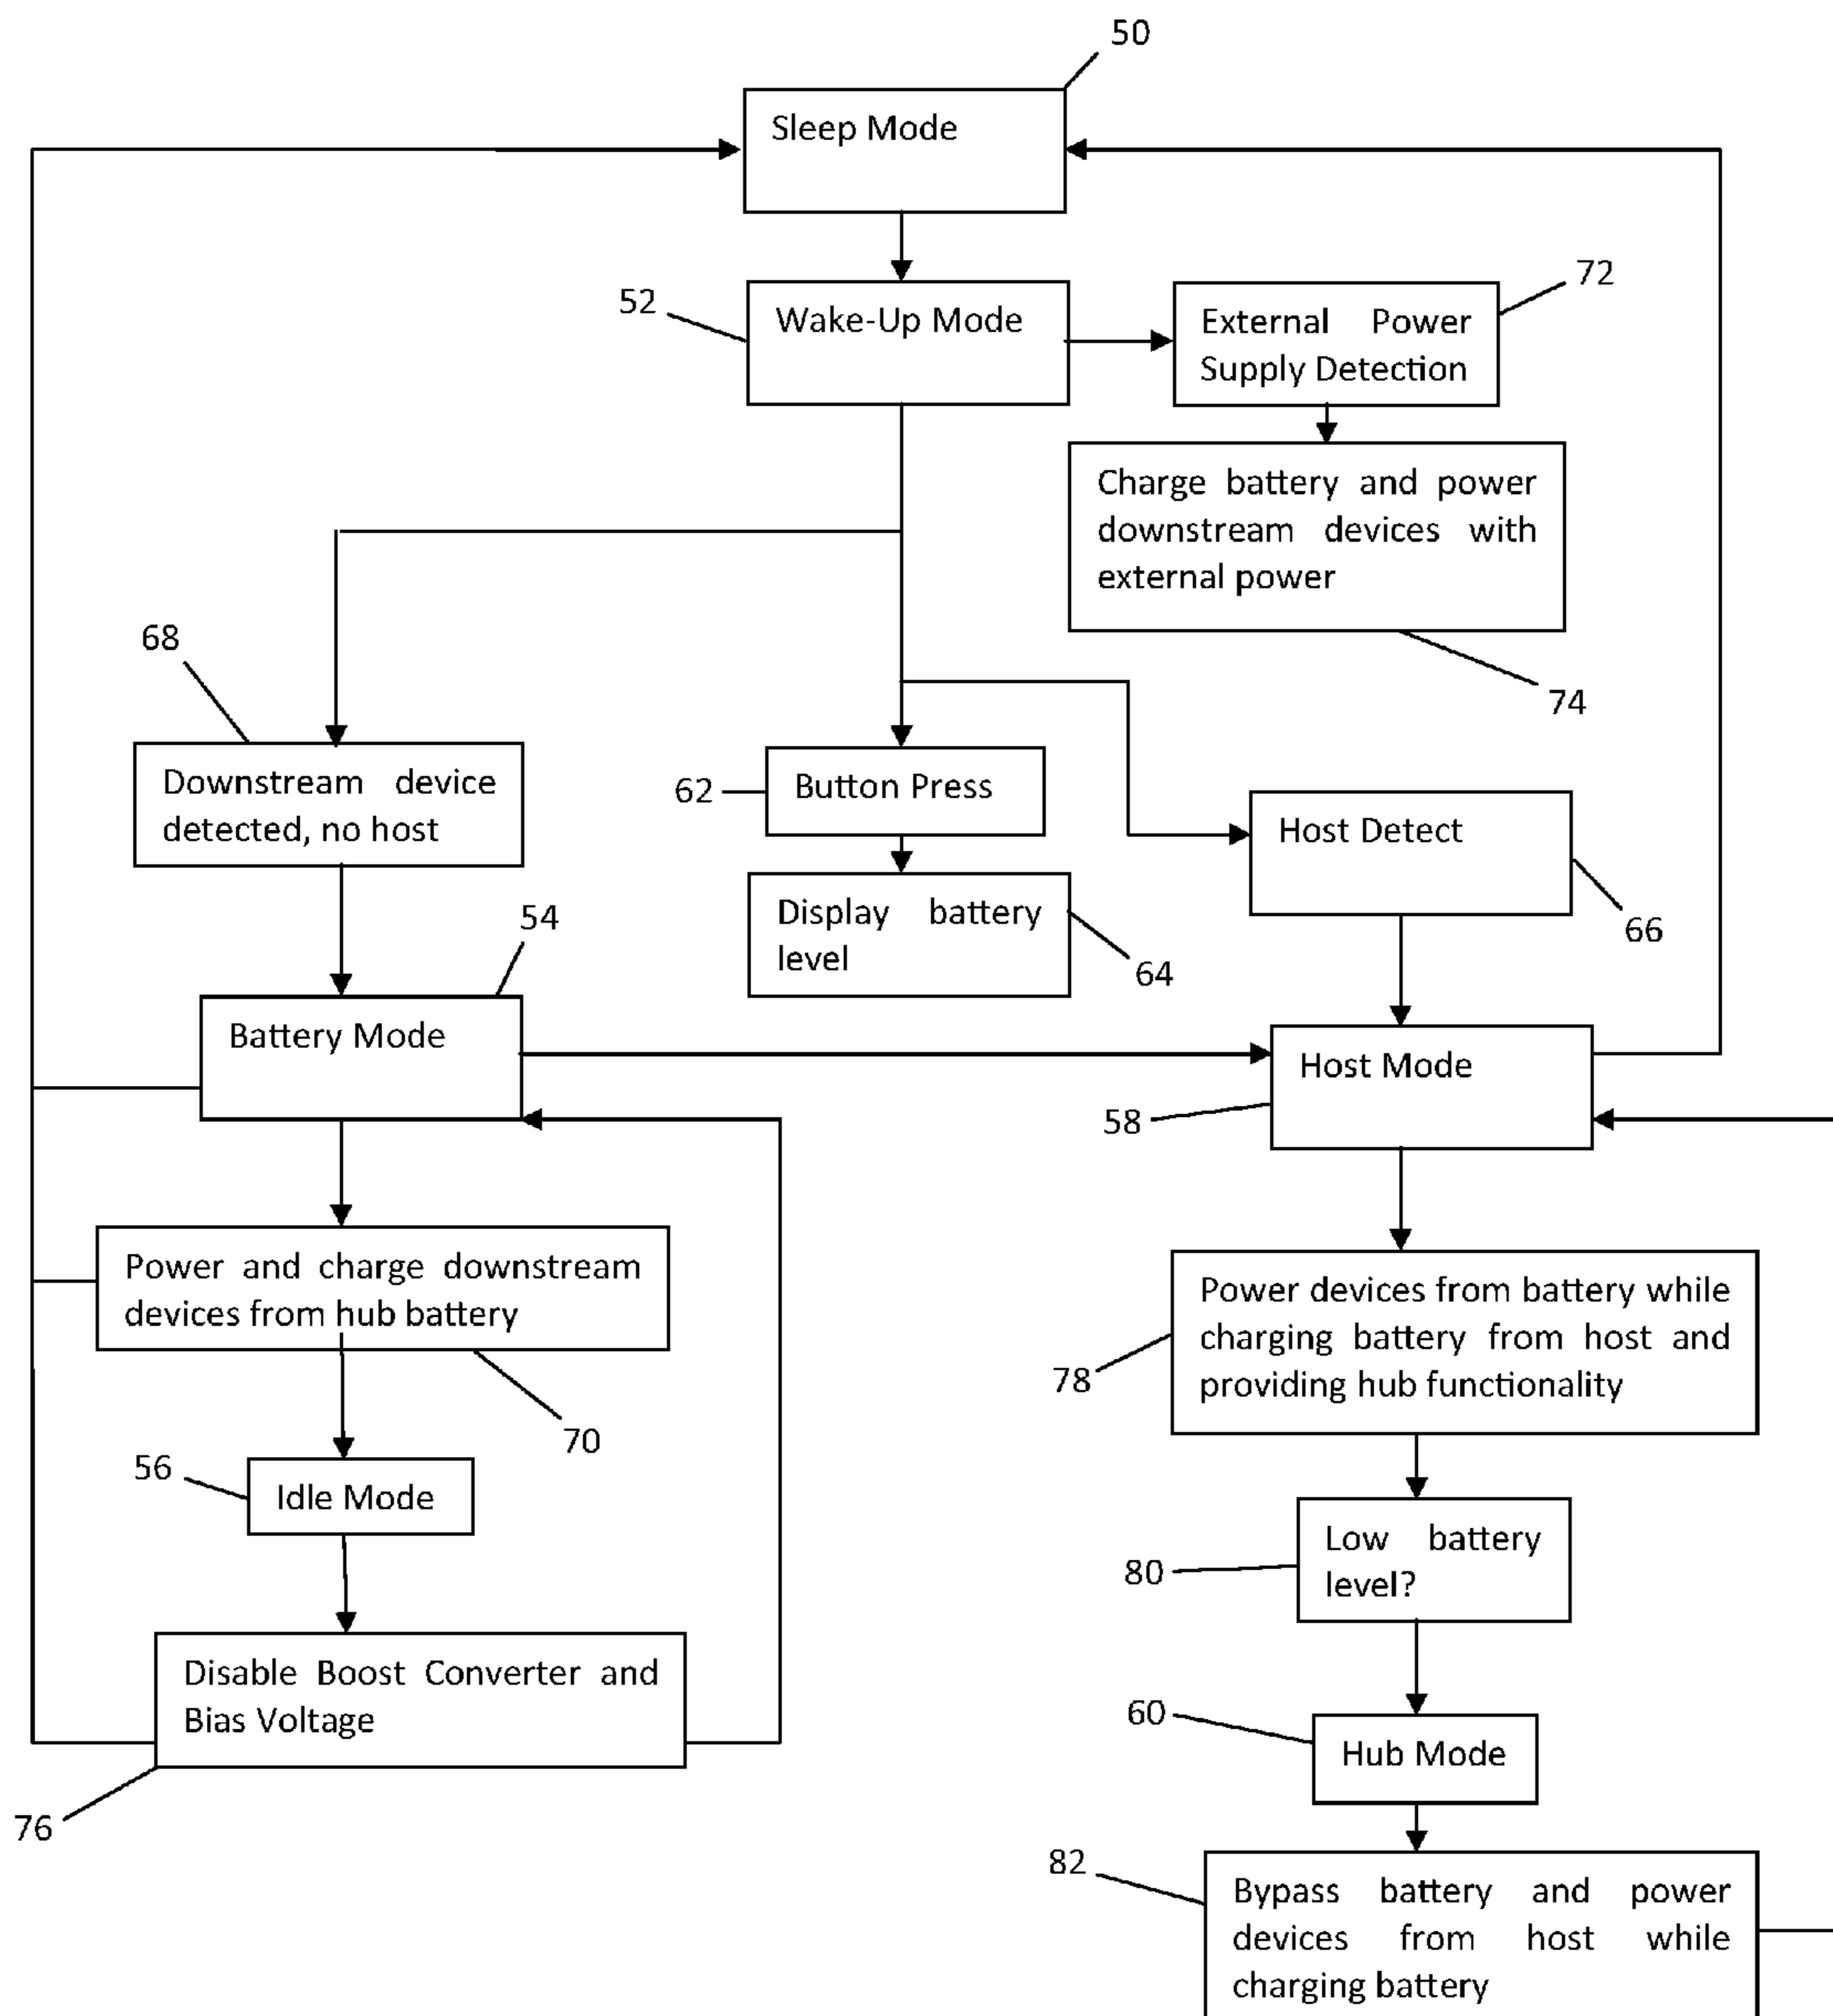 50
Sleep Mode
52
Wake-Up Mode
72
External Power
Supply Detection
Charge battery and power
downstream devices with
external power
74
68
Downstream device
detected, no host
62
Button Press
Host Detect
66
Display battery
level
64
54
Battery Mode
Host Mode
58
Power and charge downstream
devices from hub battery
70
Power devices from battery while
charging battery from host and
providing hub functionality
78
56
Idle Mode
Low battery
level?
80
Disable Boost Converter and
Bias Voltage
76
60
Hub Mode
82
Bypass battery and power
devices from host while
charging battery